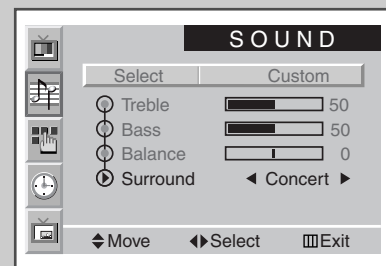 SOUND
Select Custom
Treble 50
Bass 50
Balance 0
Surround Concert
Move Select Exit